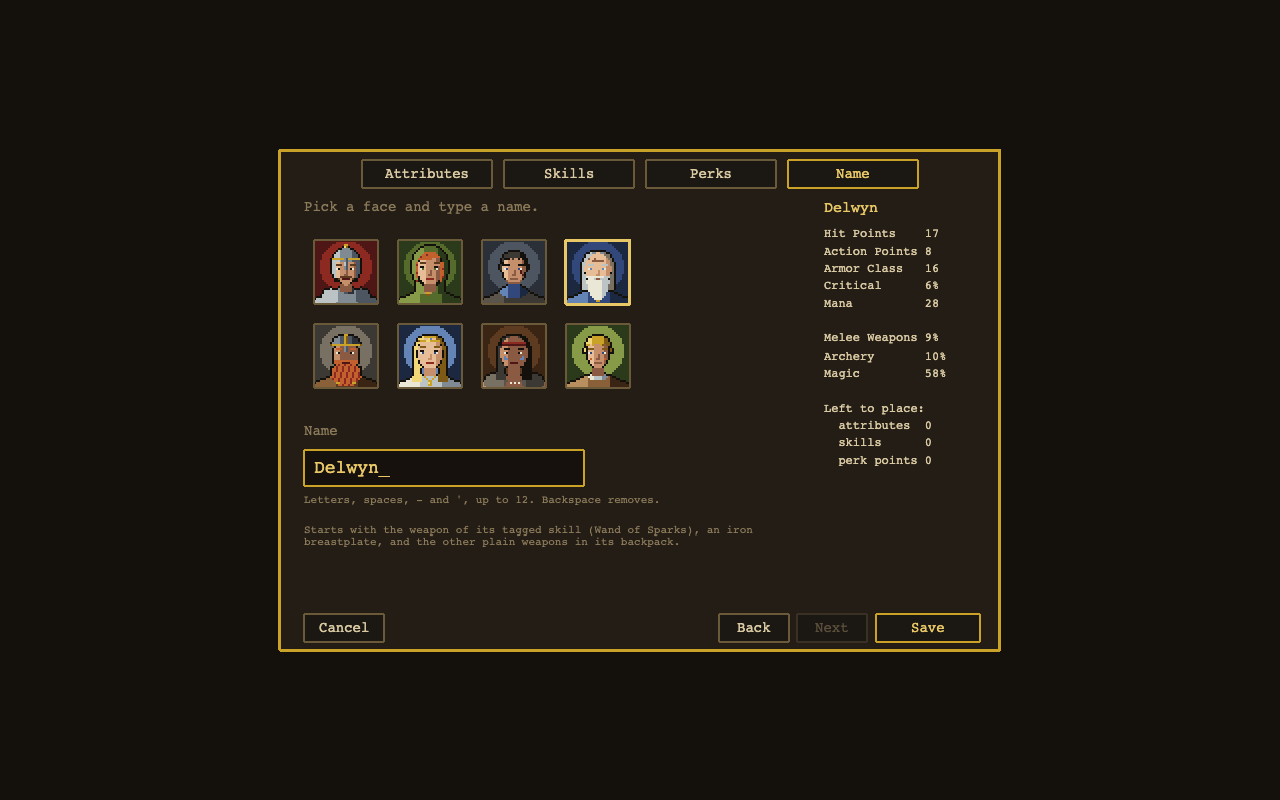 Attributes Skills Perks Name
Pick a face and type a name.
Delwyn
Hit Points 17
Action Points 8
Armor Class 16
Critical 6%
Mana 28
Melee Weapons 9%
Archery 10%
Magic 58%
Left to place:
attributes 0
skills 0
perk points 0
Name
Delwyn_
Letters, spaces, - and ', up to 12. Backspace removes.
Starts with the weapon of its tagged skill (Wand of Sparks), an iron
breastplate, and the other plain weapons in its backpack.
Cancel Back Next Save